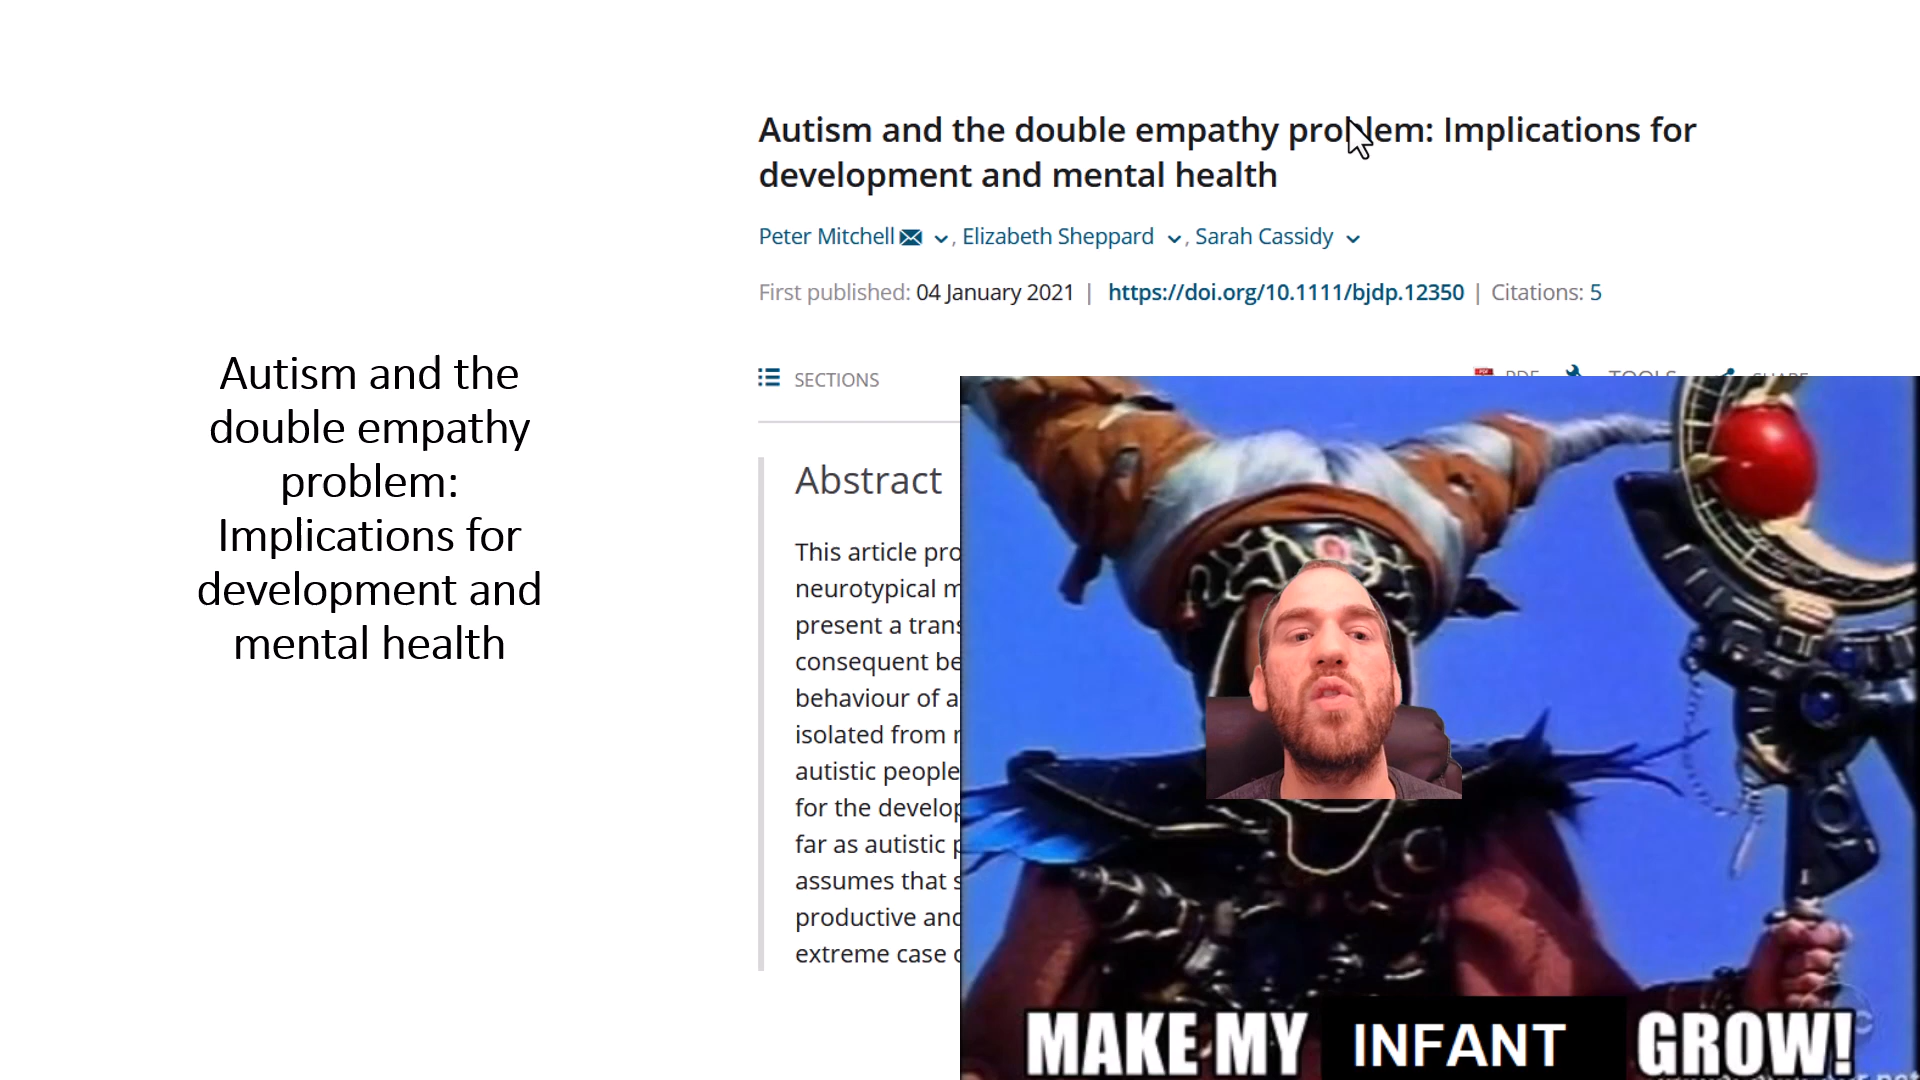 Autism and the
double empathy
problem:
Implications for
development and
mental health
Autism and the double empathy problem: Implications for
development and mental health
Peter Mitchell, Elizabeth Sheppard, Sarah Cassidy
First published: 04 January 2021 | https://doi.org/10.1111/bjdp.12350 | Citations: 5
SECTIONS PDF TOOLS SHARE
Abstract
This article pro
neurotypical m
present a trans
consequent be
behaviour of a
isolated from
autistic people
for the develop
far as autistic p
assumes that s
productive and
extreme case
MAKE MY INFANT GROW!